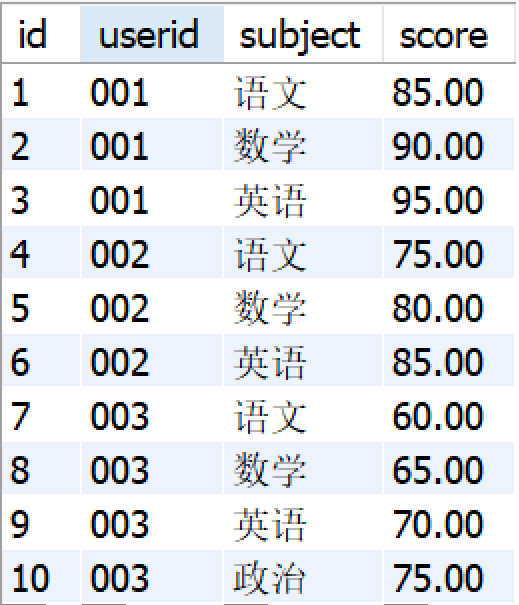 id userid subject score
1 001 语文 85.00
2 001 数学 90.00
3 001 英语 95.00
4 002 语文 75.00
5 002 数学 80.00
6 002 英语 85.00
7 003 语文 60.00
8 003 数学 65.00
9 003 英语 70.00
10 003 政治 75.00